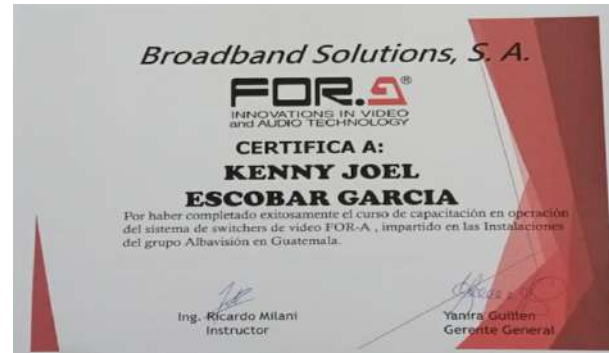 Broadband Solutions, S. A.
FOR.A®
INNOVATIONS IN VIDEO
and AUDIO TECHNOLOGY
CERTIFICA A:
KENNY JOEL
ESCOBAR GARCIA
Por haber completado exitosamente el curso de capacitación en operación
del sistema de switchers de video FOR-A , impartido en las Instalaciones
del grupo Albavisión en Guatemala.
Ing. Ricardo Milani
Instructor
Yanira Guillen
Gerente General